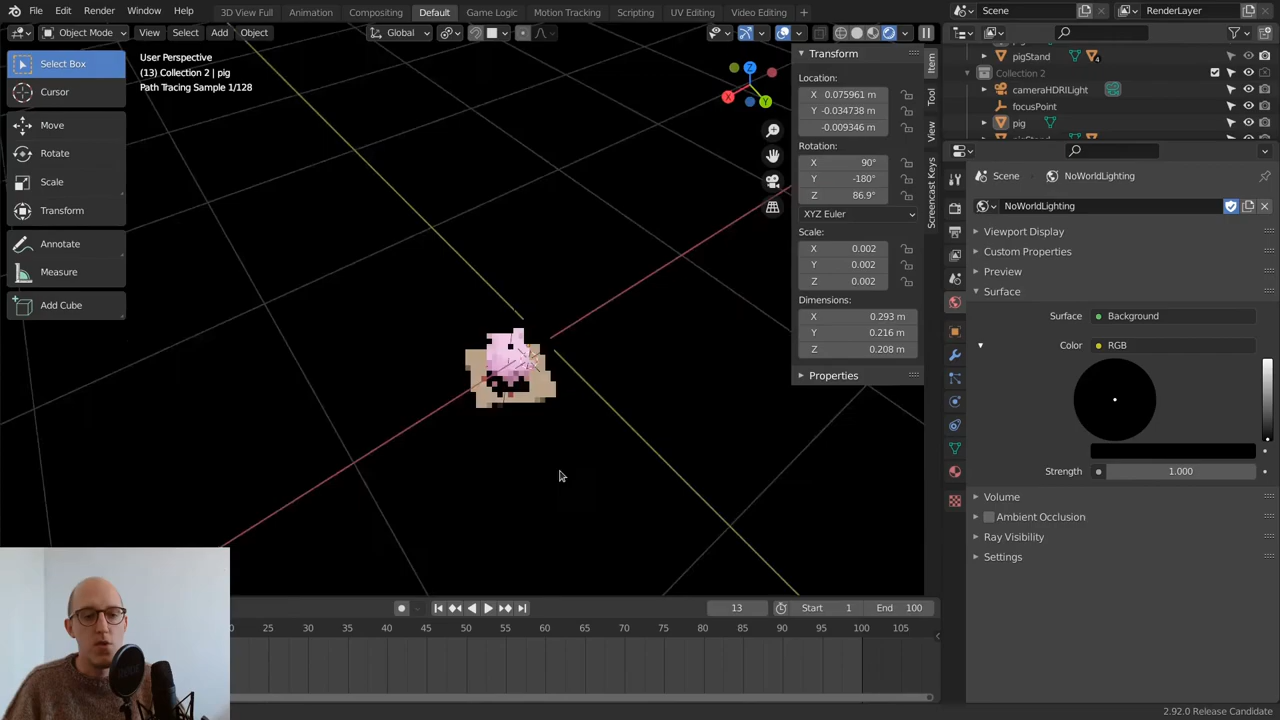 File Edit Render Window Help 3D View Full Animation Compositing Default Game Logic Motion Tracking Scripting UV Editing Video Editing + Scene RenderLayer
Object Mode View Select Add Object Global
Select Box
Cursor
Move
Rotate
Scale
Transform
Annotate
Measure
Add Cube
User Perspective
(13) Collection 2 | pig
Path Tracing Sample 1/128
Z
X
Y
Transform
Location:
X 0.075961 m
Y -0.034738 m
-0.009346 m
Rotation:
X 90°
Y -180°
Z 86.9°
XYZ Euler
Scale:
X 0.002
Y 0.002
Z 0.002
Dimensions:
X 0.293 m
Y 0.216 m
Z 0.208 m
Properties
Item
Tool
View
Screencast Keys
pigStand 4
Collection 2
cameraHDRILight
focusPoint
pig
Scene NoWorldLighting
NoWorldLighting
Viewport Display
Custom Properties
Preview
Surface
Surface Background
Color RGB
Strength 1.000
Volume
Ambient Occlusion
Ray Visibility
Settings
13 Start 1 End 100
25 30 35 40 45 50 55 60 65 70 75 80 85 90 95 100 105
2.92.0 Release Candidate